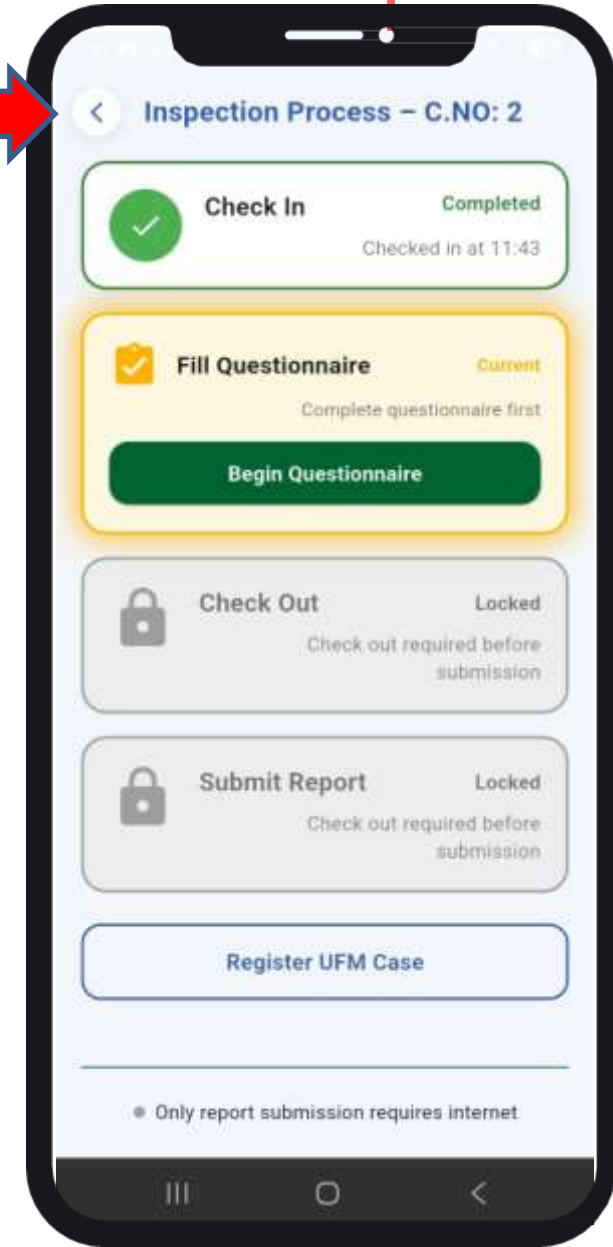 Inspection Process – C.NO: 2
Check In
Completed
Checked in at 11:43
Fill Questionnaire
Current
Complete questionnaire first
Begin Questionnaire
Check Out
Locked
Check out required before
submission
Submit Report
Locked
Check out required before
submission
Register UFM Case
Only report submission requires internet